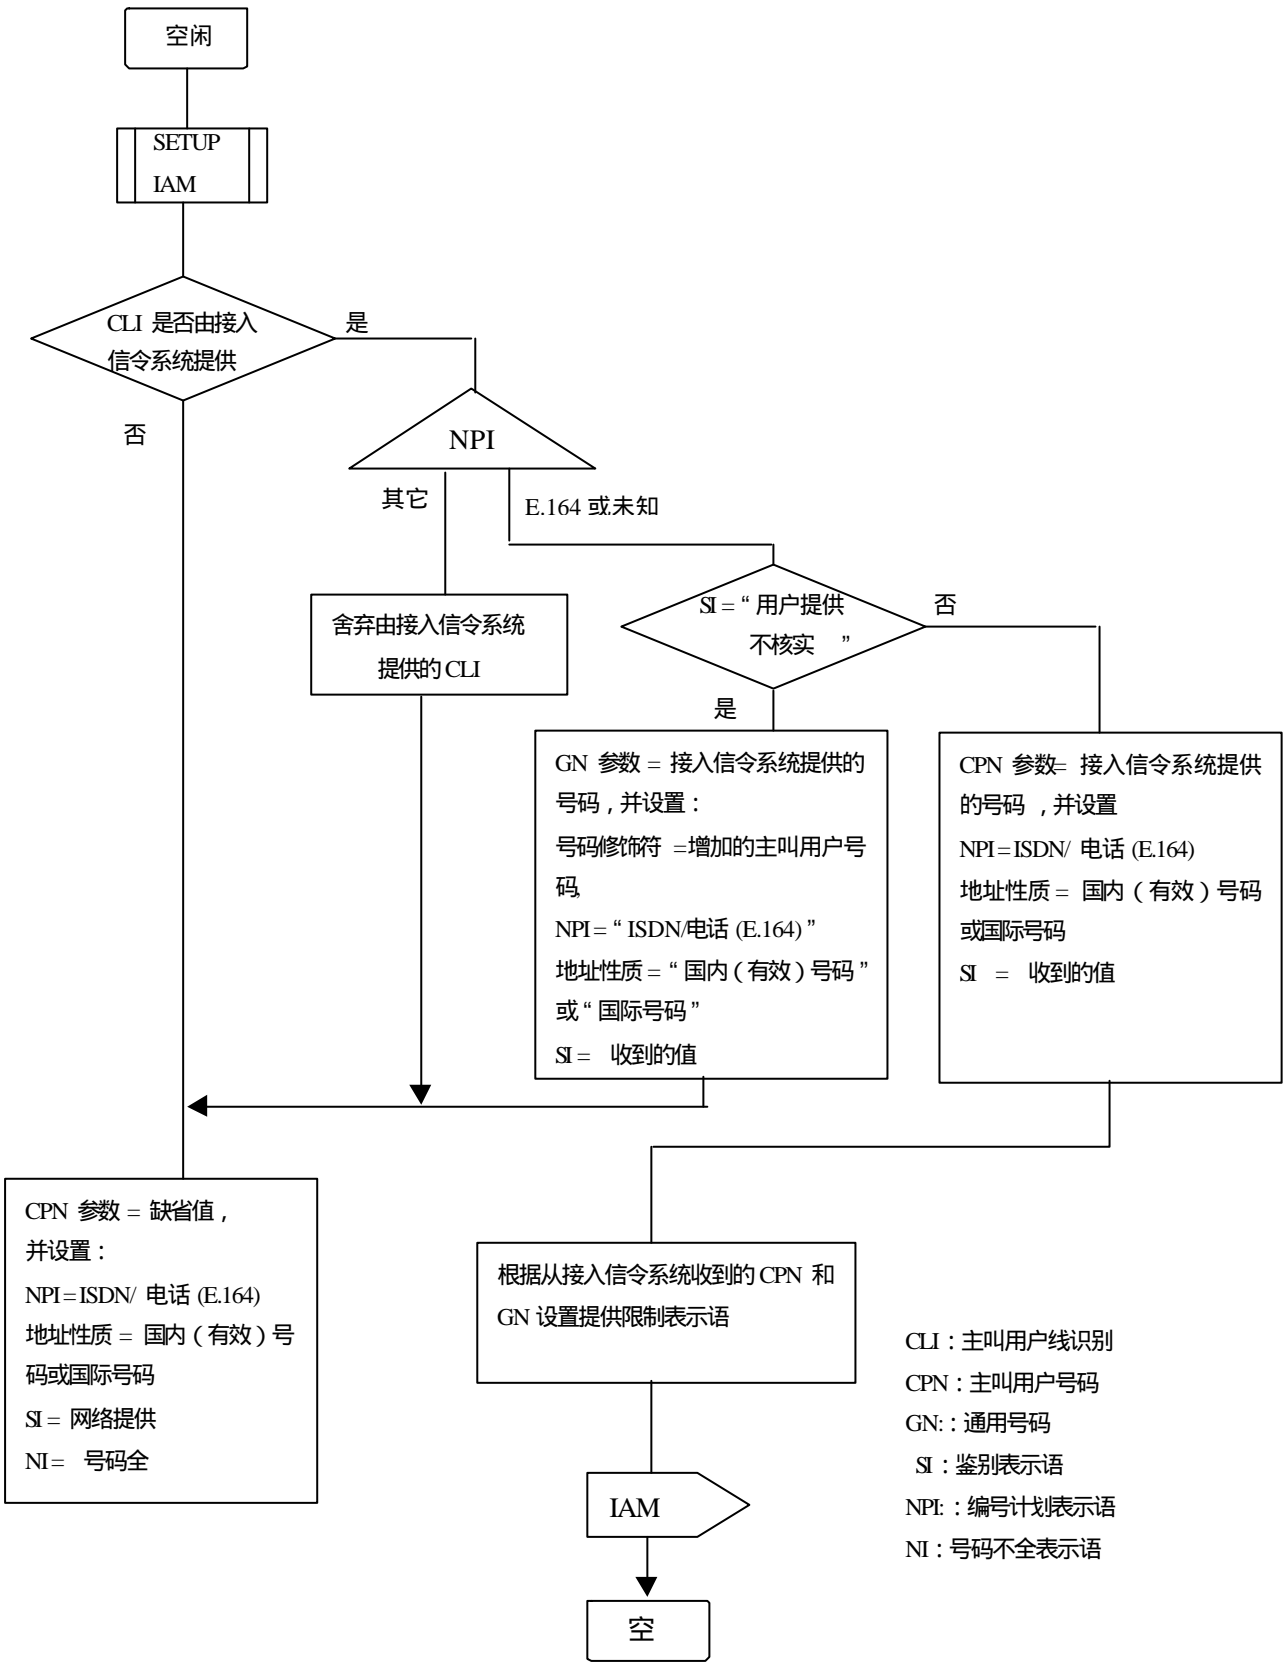 空闲
SETUP
IAM
CLI 是否由接入
信令系统提供
是
否
NPI
其它
E.164 或未知
舍弃由接入信令系统
提供的 CLI
SI = “ 用户提供
不核实 ”
否
是
GN 参数 = 接入信令系统提供的
号码 , 并设置 :
号码修饰符 =增加的主叫用户号
码,
NPI = “ ISDN/电话 (E.164) ”
地址性质 = “ 国内 ( 有效 ) 号码 ”
或 “ 国际号码 ”
SI = 收到的值
CPN 参数= 接入信令系统提供
的号码 , 并设置
NPI=ISDN/ 电话 (E.164)
地址性质 = 国内 ( 有效 ) 号码
或国际号码
SI = 收到的值
CPN 参数 = 缺省值 ,
并设置 :
NPI=ISDN/ 电话 (E.164)
地址性质 = 国内 ( 有效 ) 号
码或国际号码
SI = 网络提供
NI = 号码全
根据从接入信令系统收到的 CPN 和
GN 设置提供限制表示语
IAM
空
CLI : 主叫用户线识别
CPN : 主叫用户号码
GN: : 通用号码
SI : 鉴别表示语
NPI: : 编号计划表示语
NI : 号码不全表示语